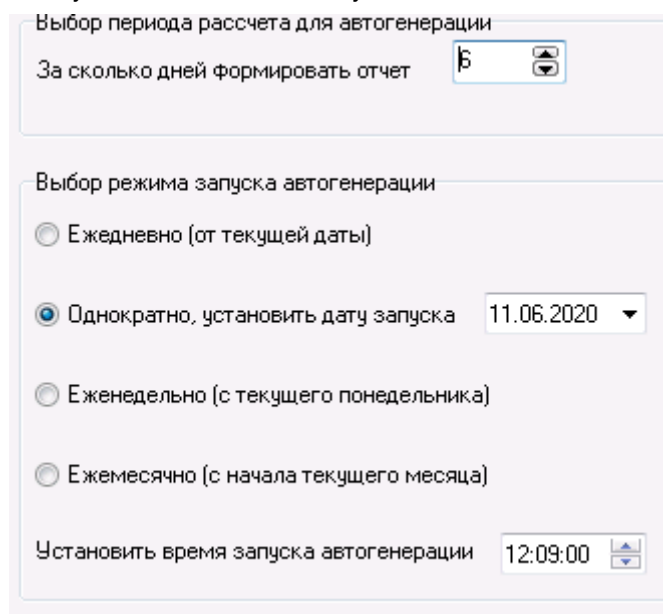 Выбор периода рассчета для автогенерации
За сколько дней формировать отчет 6
Выбор режима запуска автогенерации
Ежедневно (от текущей даты)
Однократно, установить дату запуска 11.06.2020
Еженедельно (с текущего понедельника)
Ежемесячно (с начала текущего месяца)
Установить время запуска автогенерации 12:09:00